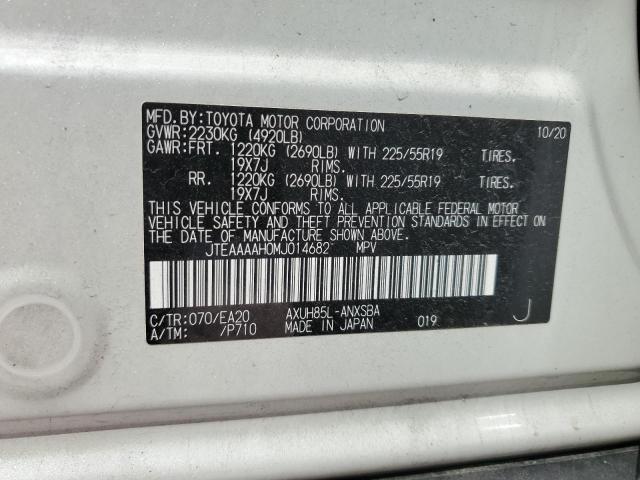 MFD.BY:TOYOTA MOTOR CORPORATION 10/20
GVWR:2230KG (4920LB)
GAWR:FRT. 1220KG (2690LB) WITH 225/55R19 TIRES.
19X7J RIMS.
RR. 1220KG (2690LB) WITH 225/55R19 TIRES.
19X7J RIMS.
THIS VEHICLE CONFORMS TO ALL APPLICABLE FEDERAL MOTOR
VEHICLE SAFETY AND THEFT PREVENTION STANDARDS IN EFFECT ON
THE DATE OF MANUFACTURE SHOWN ABOVE.
JTEAAAAH0MJ014682 MPV
C/TR:070/EA20 AXUH85L-ANXSBA
A/TM: /P710 MADE IN JAPAN 019 J